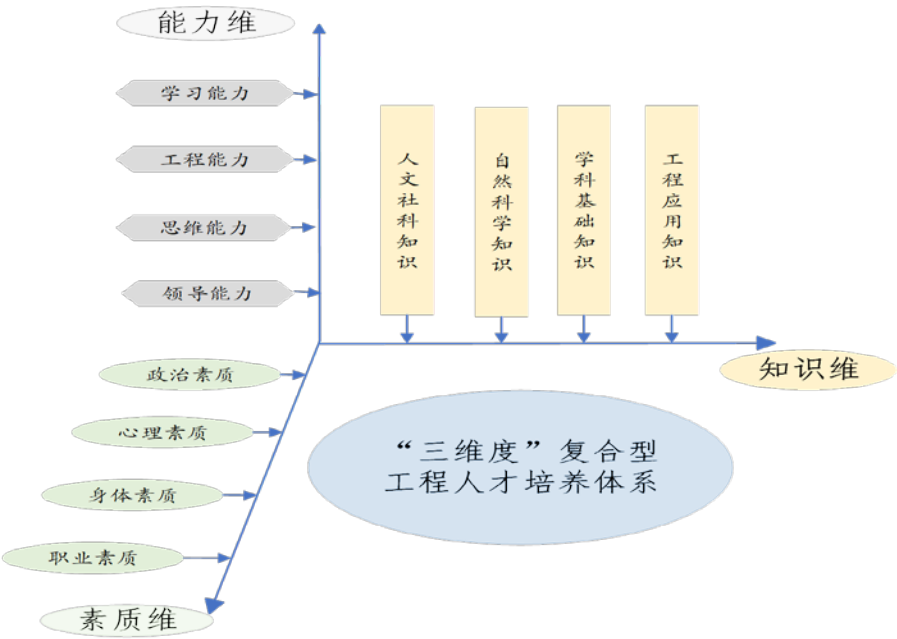 能力维
学习能力
工程能力
思维能力
领导能力
人文社科知识
自然科学知识
学科基础知识
工程应用知识
知识维
政治素质
心理素质
身体素质
职业素质
素质维
“三维度”复合型
工程人才培养体系